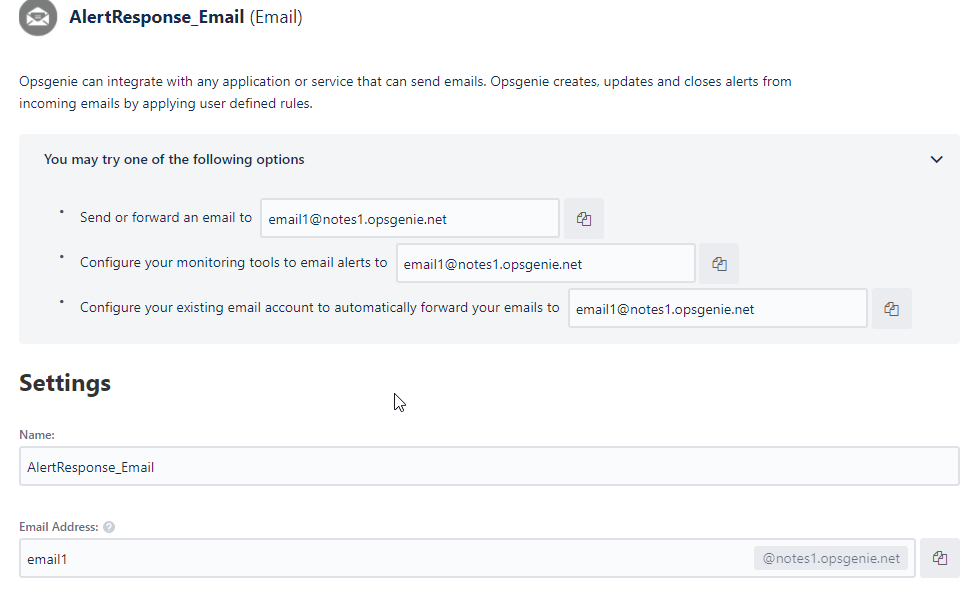 AlertResponse_Email (Email)
Opsgenie can integrate with any application or service that can send emails. Opsgenie creates, updates and closes alerts from
incoming emails by applying user defined rules.
You may try one of the following options
• Send or forward an email to email1@notes1.opsgenie.net
• Configure your monitoring tools to email alerts to email1@notes1.opsgenie.net
• Configure your existing email account to automatically forward your emails to email1@notes1.opsgenie.net
Settings
Name:
AlertResponse_Email
Email Address: ?
email1 @notes1.opsgenie.net